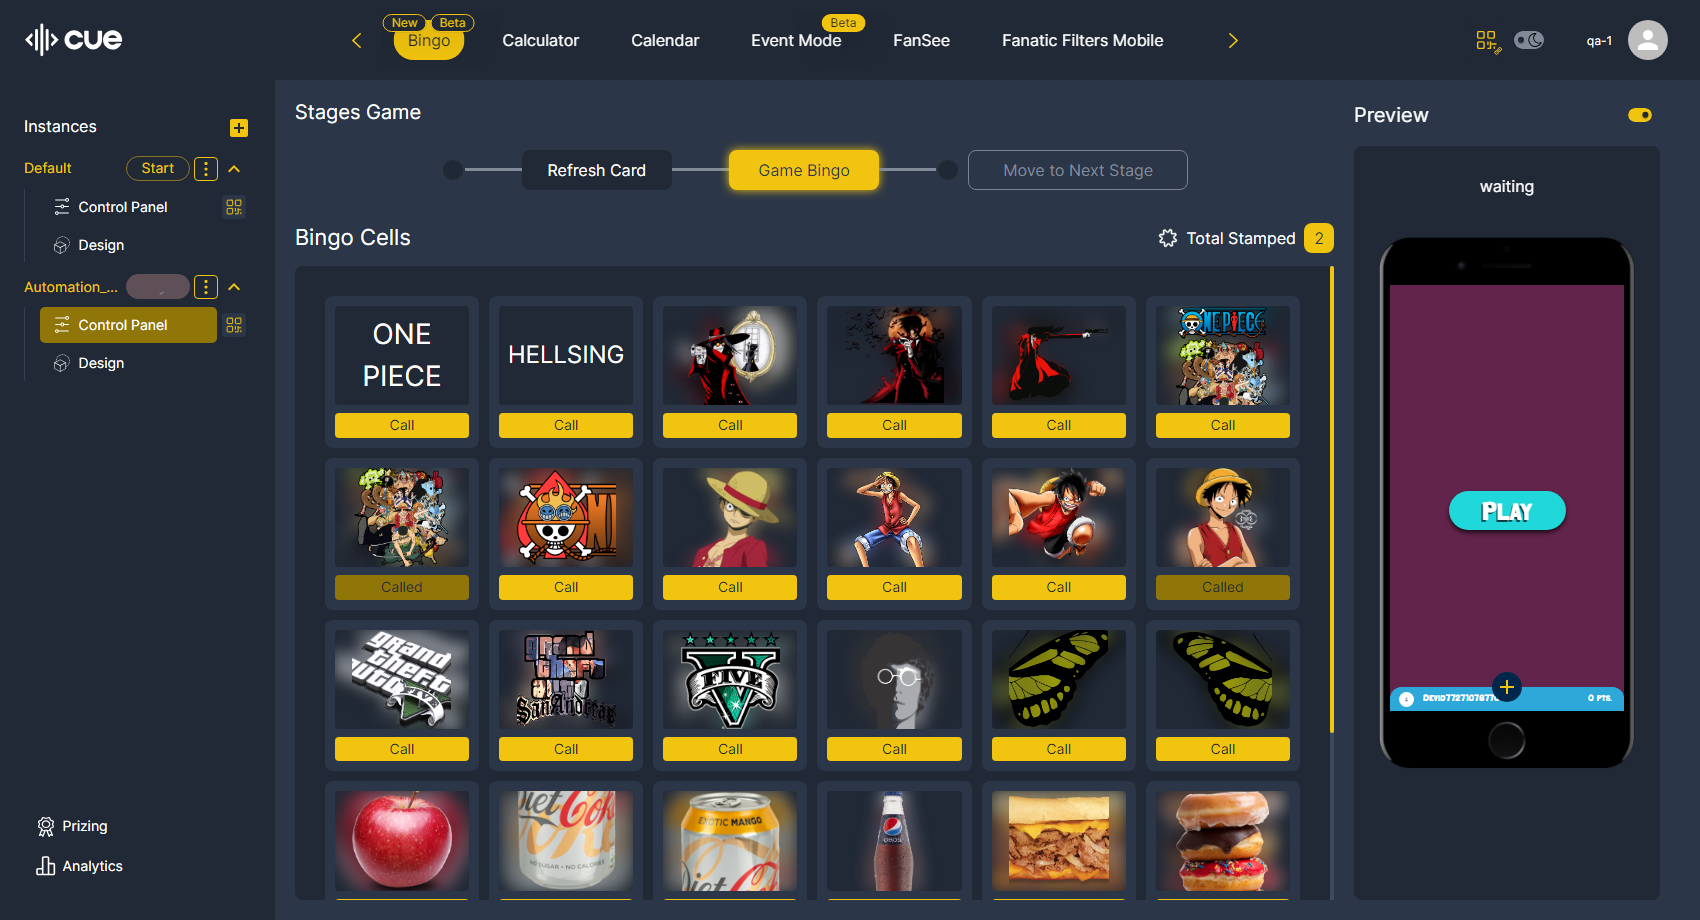 cue
New
Beta
Bingo
Calculator
Calendar
Beta
Event Mode
FanSee
Fanatic Filters Mobile
qa-1
Instances
Default
Start
Control Panel
Design
Automation_...
Control Panel
Design
Prizing
Analytics
Stages Game
Refresh Card
Game Bingo
Move to Next Stage
Bingo Cells
Total Stamped 2
ONE
PIECE
HELLSING
ONE PIECE
Call
Call
Call
Call
Call
Call
Called
Call
Call
Call
Call
Called
grand
theft
auto
FIVE
grand
theft
auto
San Andreas
V
FIVE
Call
Call
Call
Call
Call
Call
Diet Coke
NO SUGAR • NO CALORIES
EXOTIC MANGO
Diet Coke
pepsi
Preview
waiting
PLAY
0 PTS.